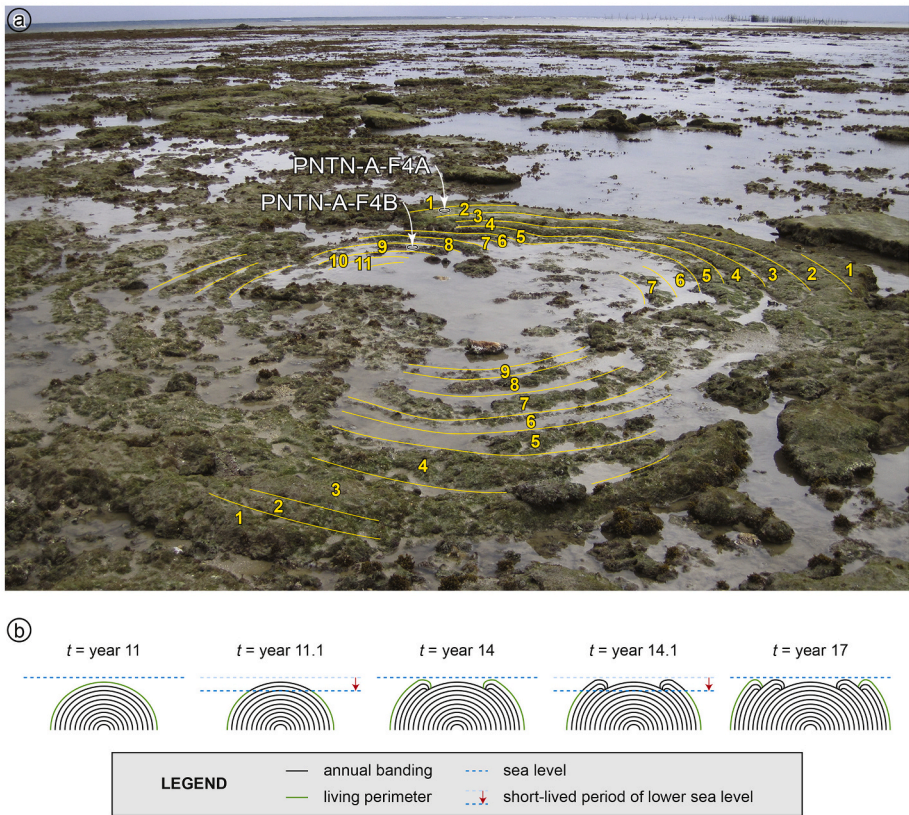 a
PNTN-A-F4A
PNTN-A-F4B
1 2
3
4
5
6
7
8
9
10 11
7 6 5 4 3 2 1
9
8
7
6
5
4
3
2
1
b
t = year 11 t = year 11.1 t = year 14 t = year 14.1 t = year 17
LEGEND
annual banding sea level
living perimeter short-lived period of lower sea level